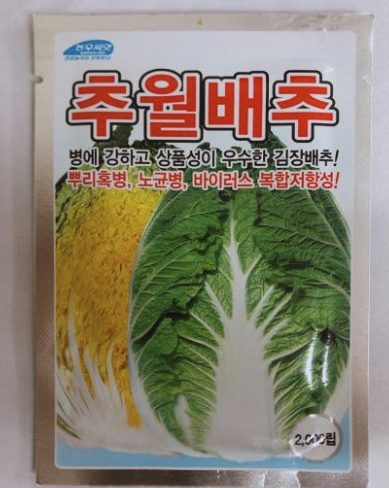 추월배추
병에 강하고 상품성이 우수한 김장배추!
뿌리혹병, 노균병, 바이러스 복합저항성!
2,000립